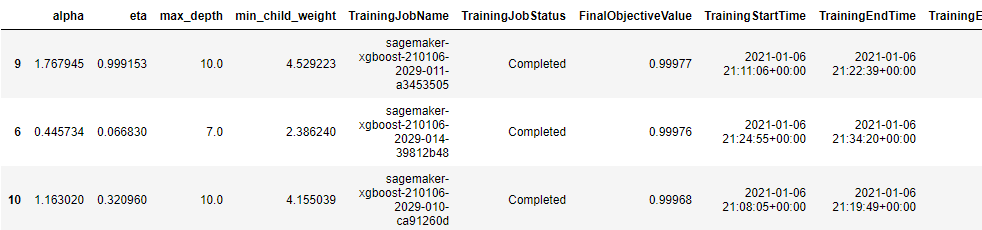 alpha eta max_depth min_child_weight TrainingJobName TrainingJobStatus FinalObjectiveValue TrainingStartTime TrainingEndTime TrainingE
sagemaker-
9 1.767945 0.999153 10.0 4.529223 xgboost-210106- Completed 0.99977 2021-01-06 2021-01-06
2029-011- 21:11:06+00:00 21:22:39+00:00
a3453505
sagemaker-
6 0.445734 0.066830 7.0 2.386240 xgboost-210106- Completed 0.99976 2021-01-06 2021-01-06
2029-014- 21:24:55+00:00 21:34:20+00:00
39812b48
sagemaker-
10 1.163020 0.320960 10.0 4.155039 xgboost-210106- Completed 0.99968 2021-01-06 2021-01-06
2029-010- 21:08:05+00:00 21:19:49+00:00
ca91260d